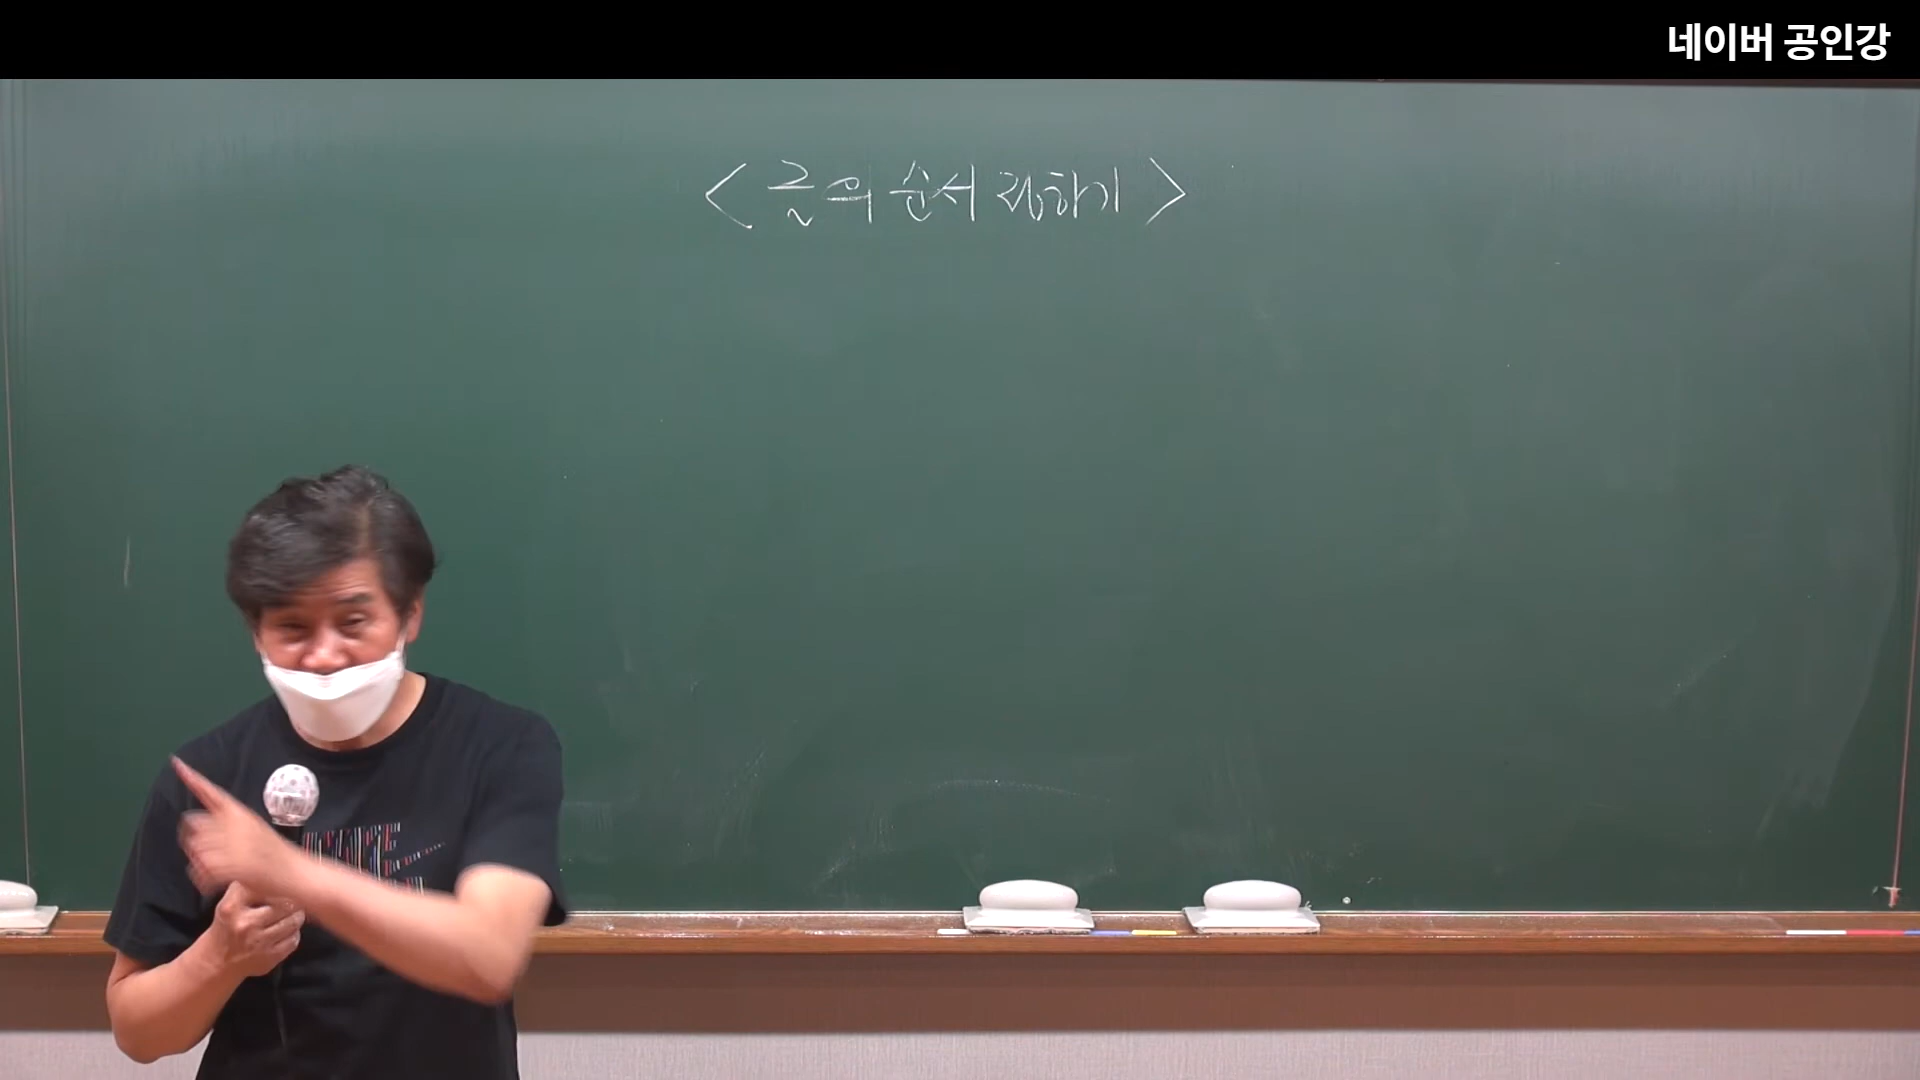 네이버 공인강
< 글의 순서 정하기 >